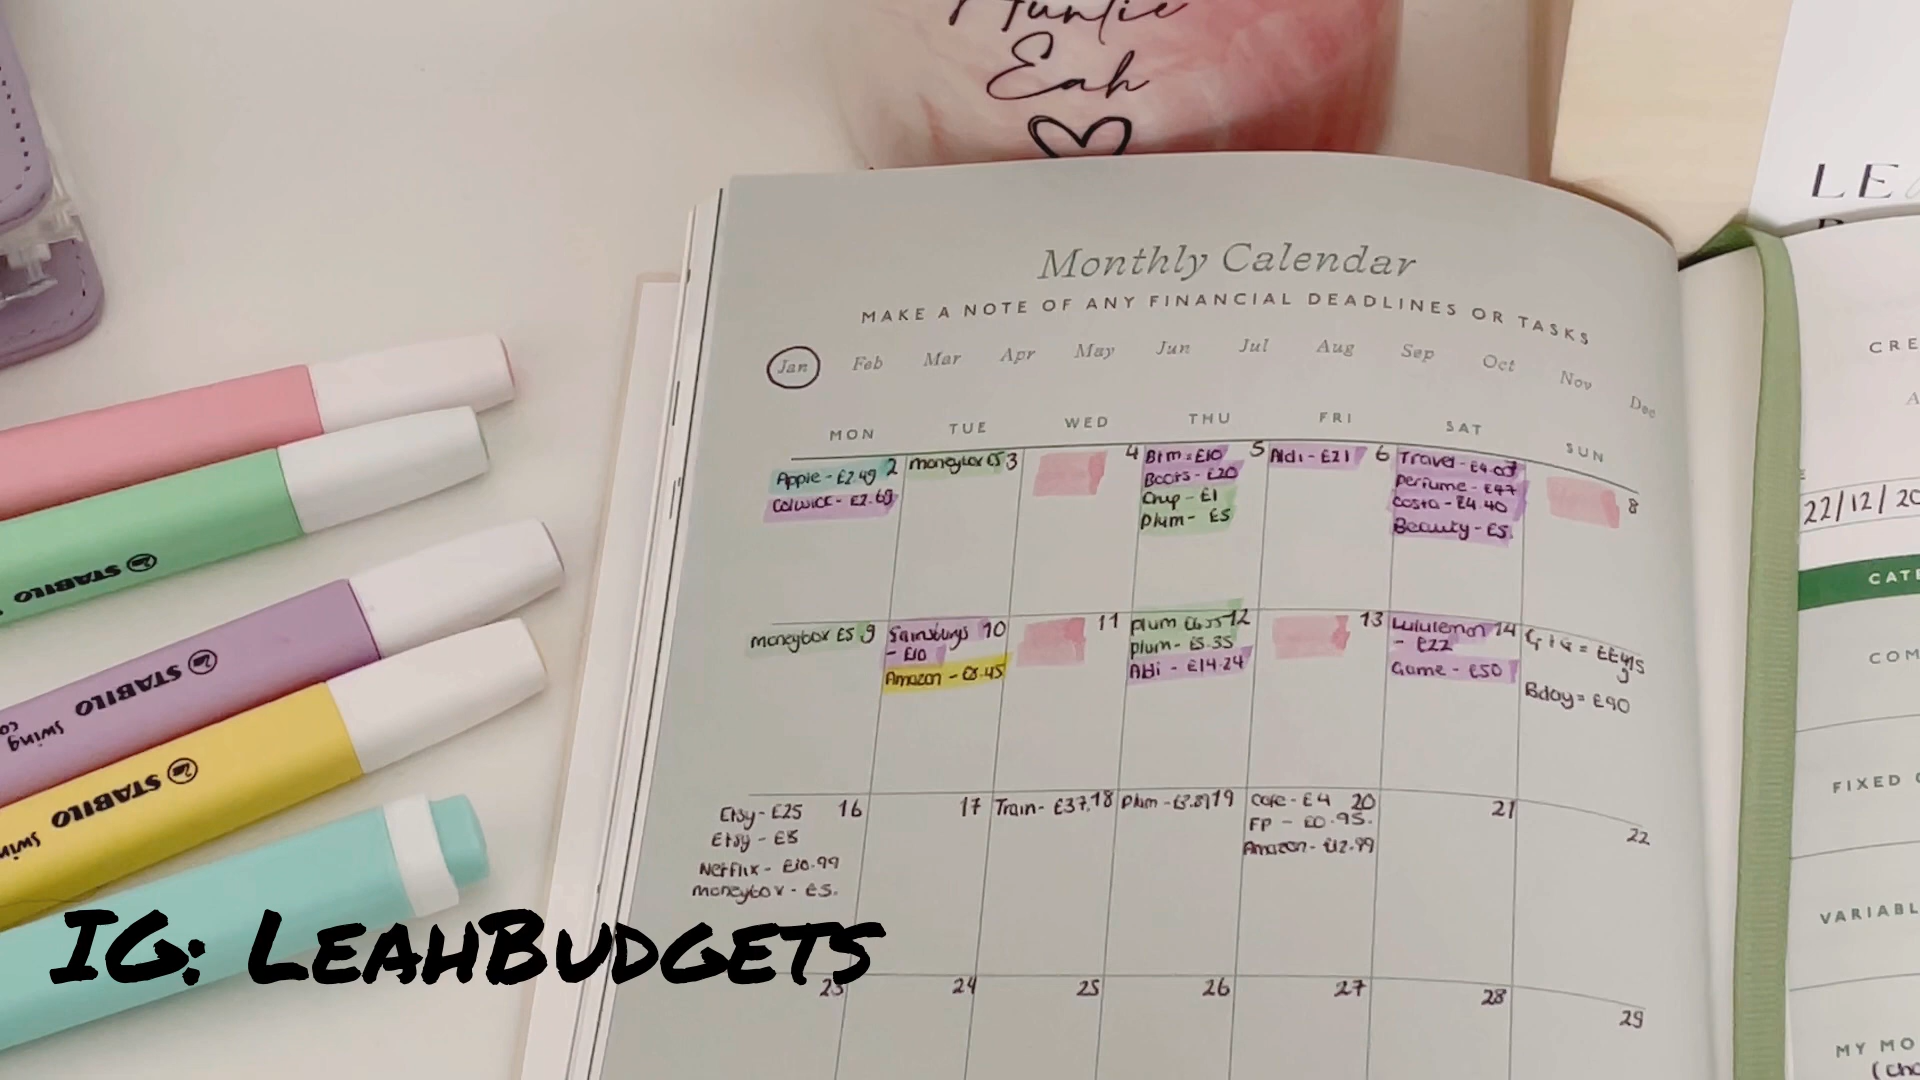 Auntie
Eah
LE
Monthly Calendar
MAKE A NOTE OF ANY FINANCIAL DEADLINES OR TASKS
Jan Feb Mar Apr May Jun Jul Aug Sep Oct Nov Dec
MON TUE WED THU FRI SAT SUN
Apple - £2.49 2
- £2.69
moneybox £5 3
4
B+m = £10 5
Boots - £20
- £1
Plum - £5
Aldi - £21 6
Travel -
Perfume - £47
Costa - £4.40
Beauty - £5
8
moneybox £5 9
Sainsburys 10
- £10
Amazon - £8.45
11
plum 12
plum - £5.35
Aldi - £14.24
13
Lululemon 14
- £22
Game - £50
G + G =
Bday = £90
Etsy - £25 16
Etsy - £5
Netflix - £10.99
moneybox - £5.
17
Train - £37. 18
Plum - 19
Cafe - £4 20
FP - £0.95.
Amazon - £12.99
21
22
23 24 25 26 27 28 29
STABILO
STABILO
swing
CO
STABILO
swing
IG: LEAHBUDGETS
CRE
A
22/12/20
CATE
COM
FIXED
VARIABL
MY MO
(cho